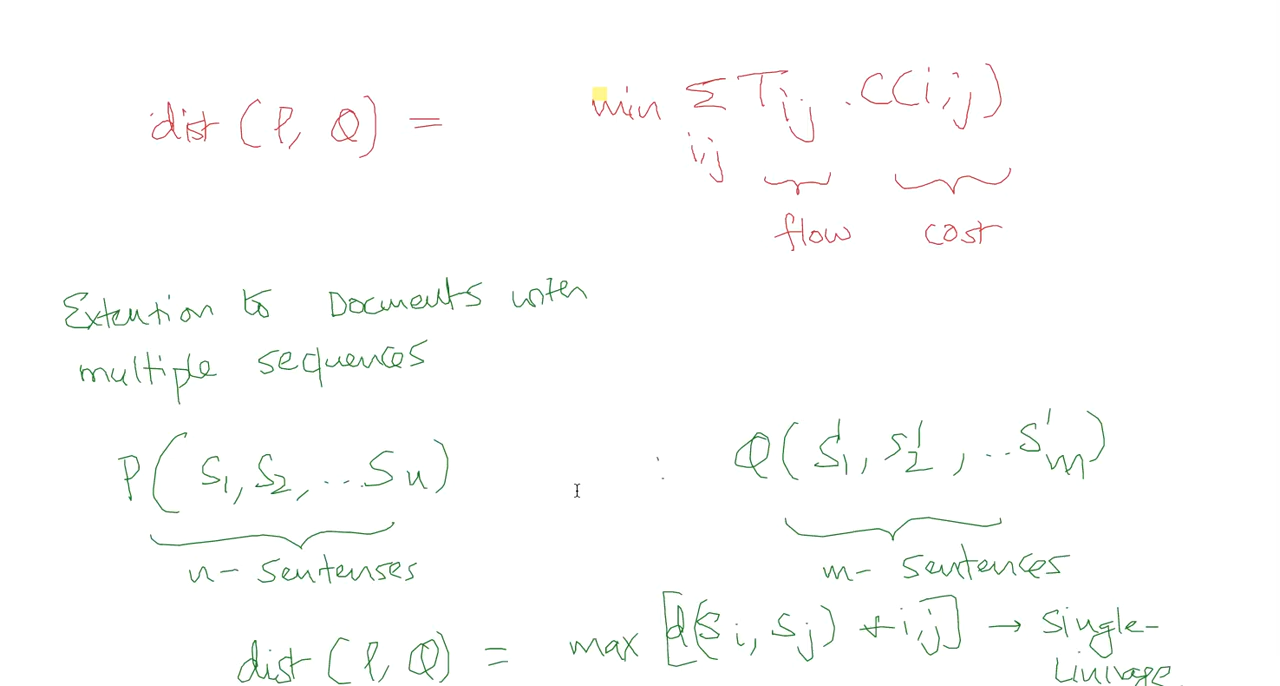 dist (P, Q) = min Σ Tij . C(i,j)
i,j
flow cost
Extention to Documents with
multiple sequences
P( S1, S2, ... Sn) : Q( S'1, S'2, ... S'm)
n- sentenses m- sentences
dist (P, Q) = max [d(Si, Sj) ∀ i,j] → Single-
Linkage